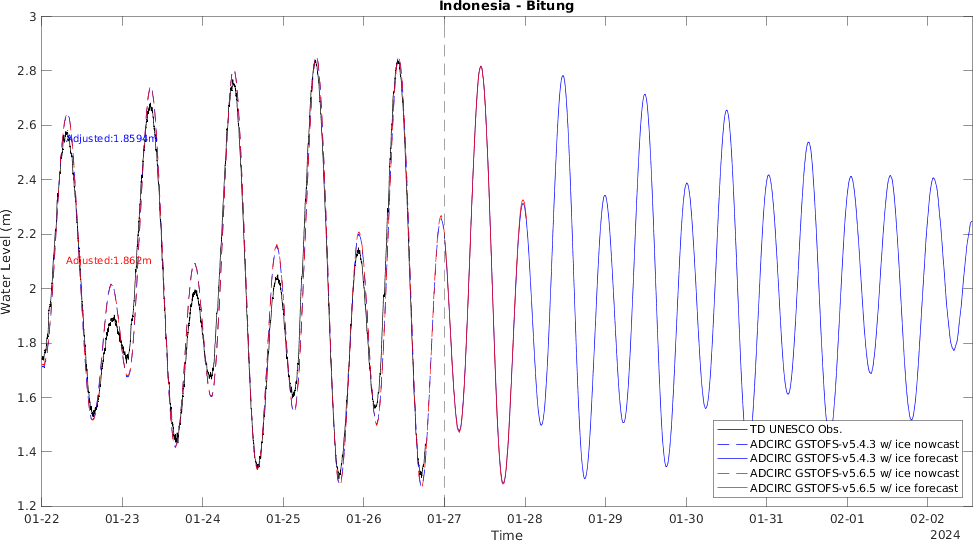 Indonesia - Bitung
3
2.8
2.6
2.4
2.2
2
1.8
1.6
1.4
1.2
Water Level (m)
Adjusted:1.8594m
Adjusted:1.862m
TD UNESCO Obs.
ADCIRC GSTOFS-v5.4.3 w/ ice nowcast
ADCIRC GSTOFS-v5.4.3 w/ ice forecast
ADCIRC GSTOFS-v5.6.5 w/ ice nowcast
ADCIRC GSTOFS-v5.6.5 w/ ice forecast
01-22 01-23 01-24 01-25 01-26 01-27 01-28 01-29 01-30 01-31 02-01 02-02
Time
2024